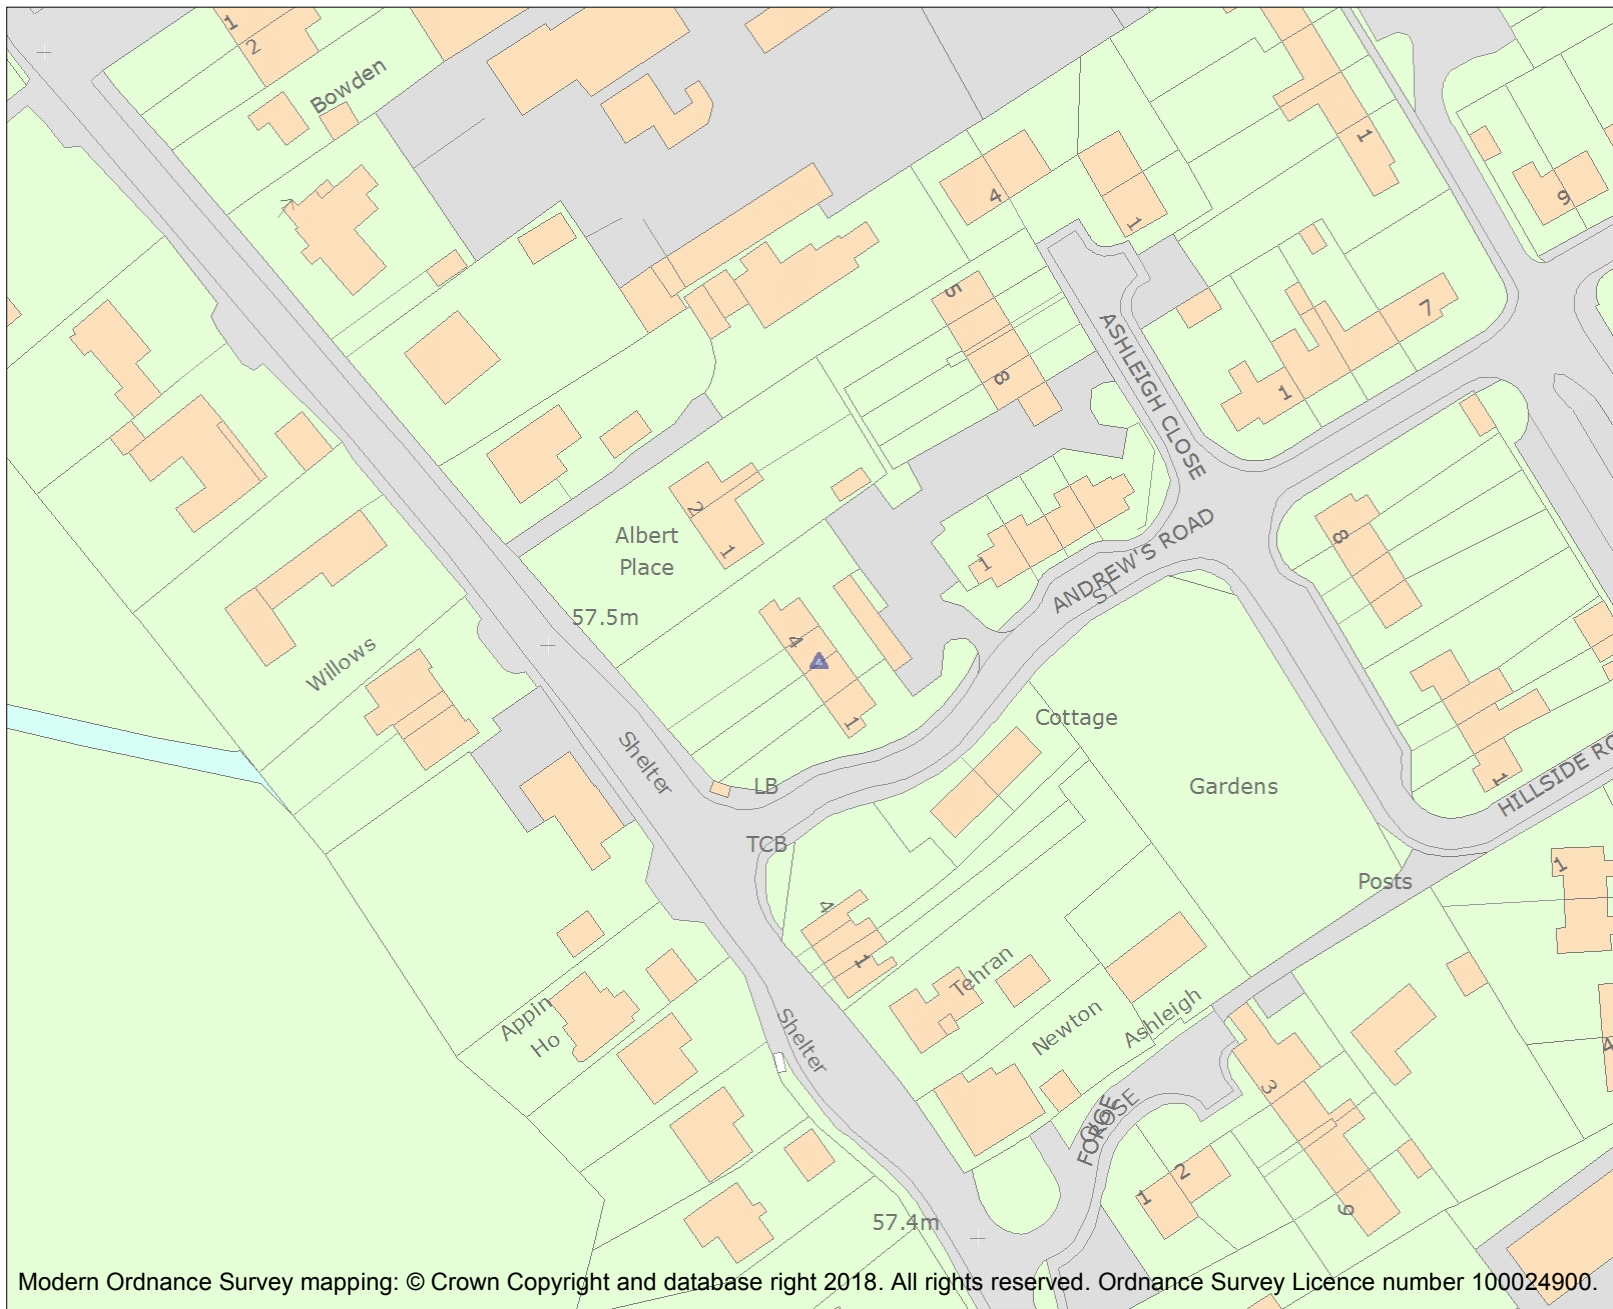 1
2
Bowden
1
9
4
1
5
8
7
1
ASHLEIGH CLOSE
2
1
Albert
Place
57.5m
1
ST
ANDREW'S ROAD
8
4
1
Willows
Cottage
Shelter
LB
Gardens
TCB
HILLSIDE RO
1
Posts
1
4
1
Tehran
Newton
Ashleigh
Appin
Ho
Shelter
4
3
FORGE
CLOSE
1
2
6
57.4m
Modern Ordnance Survey mapping: © Crown Copyright and database right 2018. All rights reserved. Ordnance Survey Licence number 100024900.